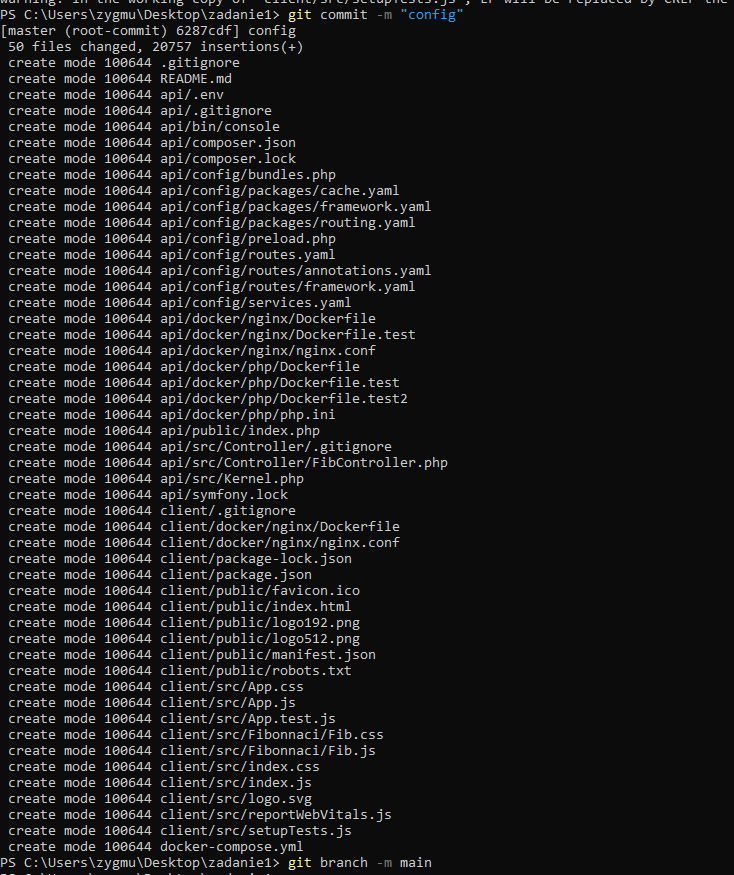 warning: in the working copy of 'client/src/setupTests.js', LF will be replaced by CRLF the
PS C:\Users\zygmu\Desktop\zadanie1> git commit -m "config"
[master (root-commit) 6287cdf] config
 50 files changed, 20757 insertions(+)
 create mode 100644 .gitignore
 create mode 100644 README.md
 create mode 100644 api/.env
 create mode 100644 api/.gitignore
 create mode 100644 api/bin/console
 create mode 100644 api/composer.json
 create mode 100644 api/composer.lock
 create mode 100644 api/config/bundles.php
 create mode 100644 api/config/packages/cache.yaml
 create mode 100644 api/config/packages/framework.yaml
 create mode 100644 api/config/packages/routing.yaml
 create mode 100644 api/config/preload.php
 create mode 100644 api/config/routes.yaml
 create mode 100644 api/config/routes/annotations.yaml
 create mode 100644 api/config/routes/framework.yaml
 create mode 100644 api/config/services.yaml
 create mode 100644 api/docker/nginx/Dockerfile
 create mode 100644 api/docker/nginx/Dockerfile.test
 create mode 100644 api/docker/nginx/nginx.conf
 create mode 100644 api/docker/php/Dockerfile
 create mode 100644 api/docker/php/Dockerfile.test
 create mode 100644 api/docker/php/Dockerfile.test2
 create mode 100644 api/docker/php/php.ini
 create mode 100644 api/public/index.php
 create mode 100644 api/src/Controller/.gitignore
 create mode 100644 api/src/Controller/FibController.php
 create mode 100644 api/src/Kernel.php
 create mode 100644 api/symfony.lock
 create mode 100644 client/.gitignore
 create mode 100644 client/docker/nginx/Dockerfile
 create mode 100644 client/docker/nginx/nginx.conf
 create mode 100644 client/package-lock.json
 create mode 100644 client/package.json
 create mode 100644 client/public/favicon.ico
 create mode 100644 client/public/index.html
 create mode 100644 client/public/logo192.png
 create mode 100644 client/public/logo512.png
 create mode 100644 client/public/manifest.json
 create mode 100644 client/public/robots.txt
 create mode 100644 client/src/App.css
 create mode 100644 client/src/App.js
 create mode 100644 client/src/App.test.js
 create mode 100644 client/src/Fibonnaci/Fib.css
 create mode 100644 client/src/Fibonnaci/Fib.js
 create mode 100644 client/src/index.css
 create mode 100644 client/src/index.js
 create mode 100644 client/src/logo.svg
 create mode 100644 client/src/reportWebVitals.js
 create mode 100644 client/src/setupTests.js
 create mode 100644 docker-compose.yml
PS C:\Users\zygmu\Desktop\zadanie1> git branch -m main